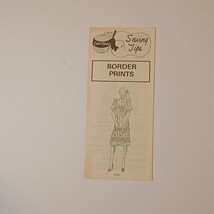 Sewing
Tips
BORDER
PRINTS